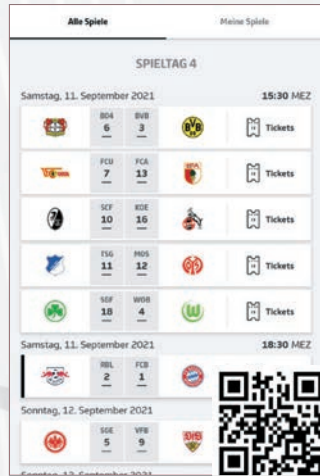 Alle Spiele Meine Spiele
SPIELTAG 4
Samstag, 11. September 2021 15:30 MEZ
B04 BVB
6 3 BVB 09 Tickets
FCU FCA
7 13 Tickets
SCF KOE
10 16 Tickets
TSG M05
11 12 Tickets
SGF WOB
18 4 Tickets
Samstag, 11. September 2021 18:30 MEZ
RBL FCB
2 1
Sonntag, 12. September 2021
SGE VFB
5 9